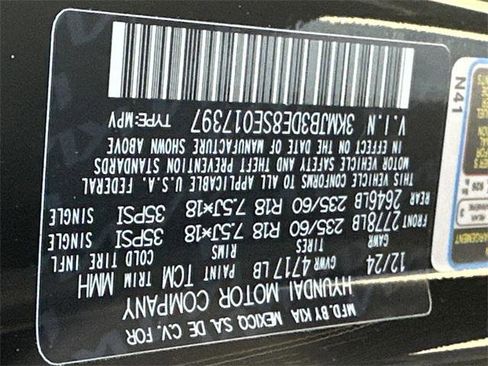 MFD. BY KIA MEXICO, S.A. DE C.V. FOR
HYUNDAI MOTOR COMPANY
12/24 GVWR 4717 LB PAINT TCM TRIM MMH
GAWR TIRES RIMS COLD TIRE INFL
FRONT 2778LB 235/60 R18 7.5J×18 35PSI SINGLE
REAR 2646LB 235/60 R18 7.5J×18 35PSI SINGLE
THIS VEHICLE CONFORMS TO ALL APPLICABLE U.S.A. FEDERAL
MOTOR VEHICLE SAFETY AND THEFT PREVENTION STANDARDS
IN EFFECT ON THE DATE OF MANUFACTURE SHOWN ABOVE
V.I.N 3KMJB3DE8SE017397 TYPE:MPV
N41